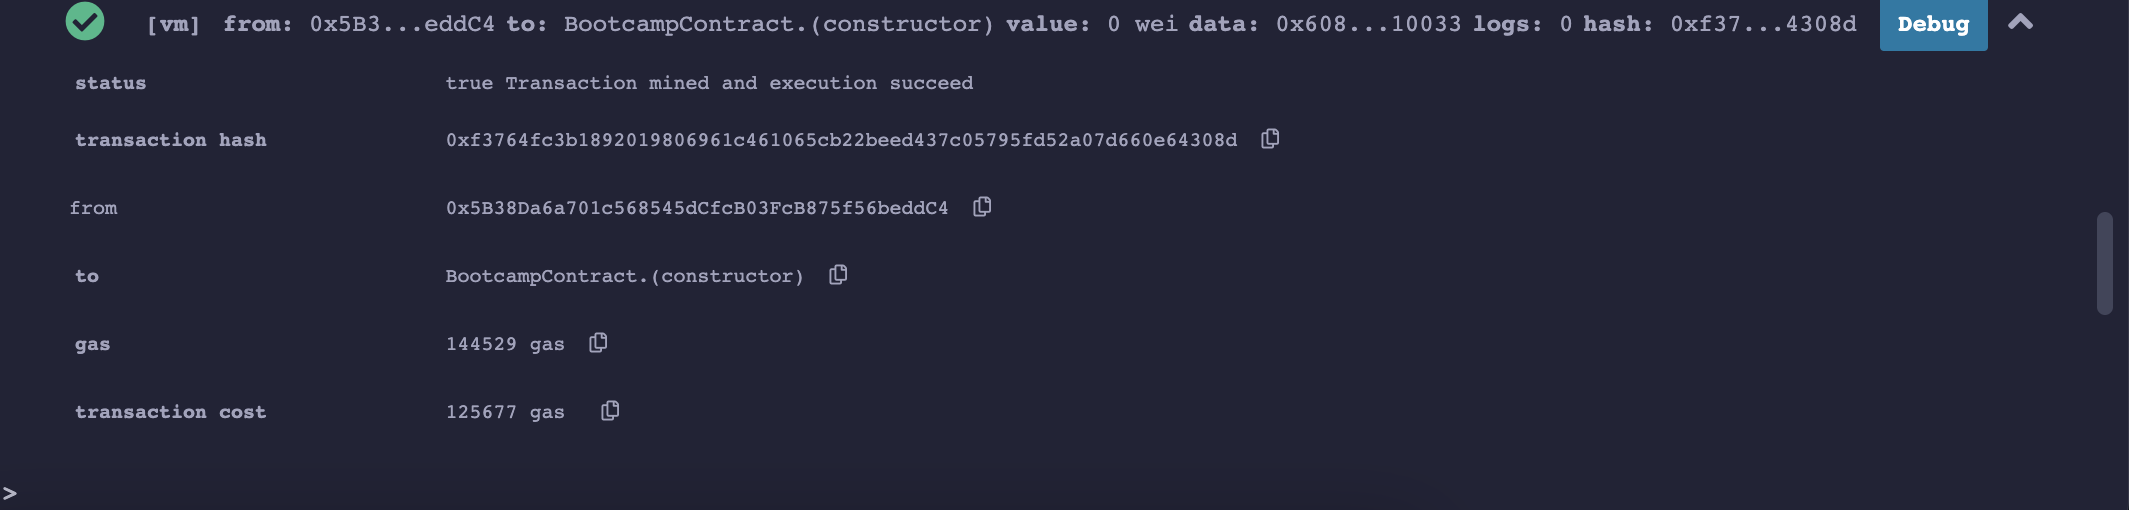 [vm] from: 0x5B3...eddC4 to: BootcampContract.(constructor) value: 0 wei data: 0x608...10033 logs: 0 hash: 0xf37...4308d Debug
status true Transaction mined and execution succeed
transaction hash 0xf3764fc3b1892019806961c461065cb22beed437c05795fd52a07d660e64308d
from 0x5B38Da6a701c568545dCfcB03FcB875f56beddC4
to BootcampContract.(constructor)
gas 144529 gas
transaction cost 125677 gas
>